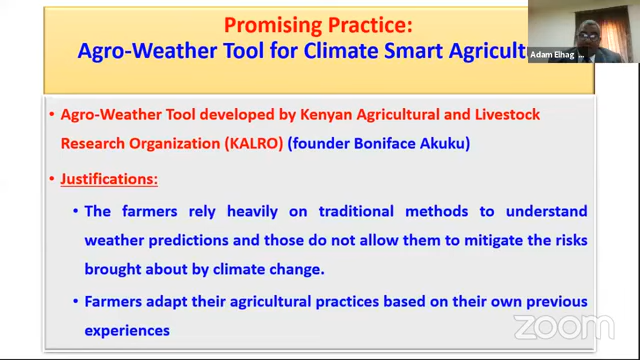 Promising Practice:
Agro-Weather Tool for Climate Smart Agricult
Adam Elhag ...
• Agro-Weather Tool developed by Kenyan Agricultural and Livestock
Research Organization (KALRO) (founder Boniface Akuku)
• Justifications:
• The farmers rely heavily on traditional methods to understand
weather predictions and those do not allow them to mitigate the risks
brought about by climate change.
• Farmers adapt their agricultural practices based on their own previous
experiences
zoom